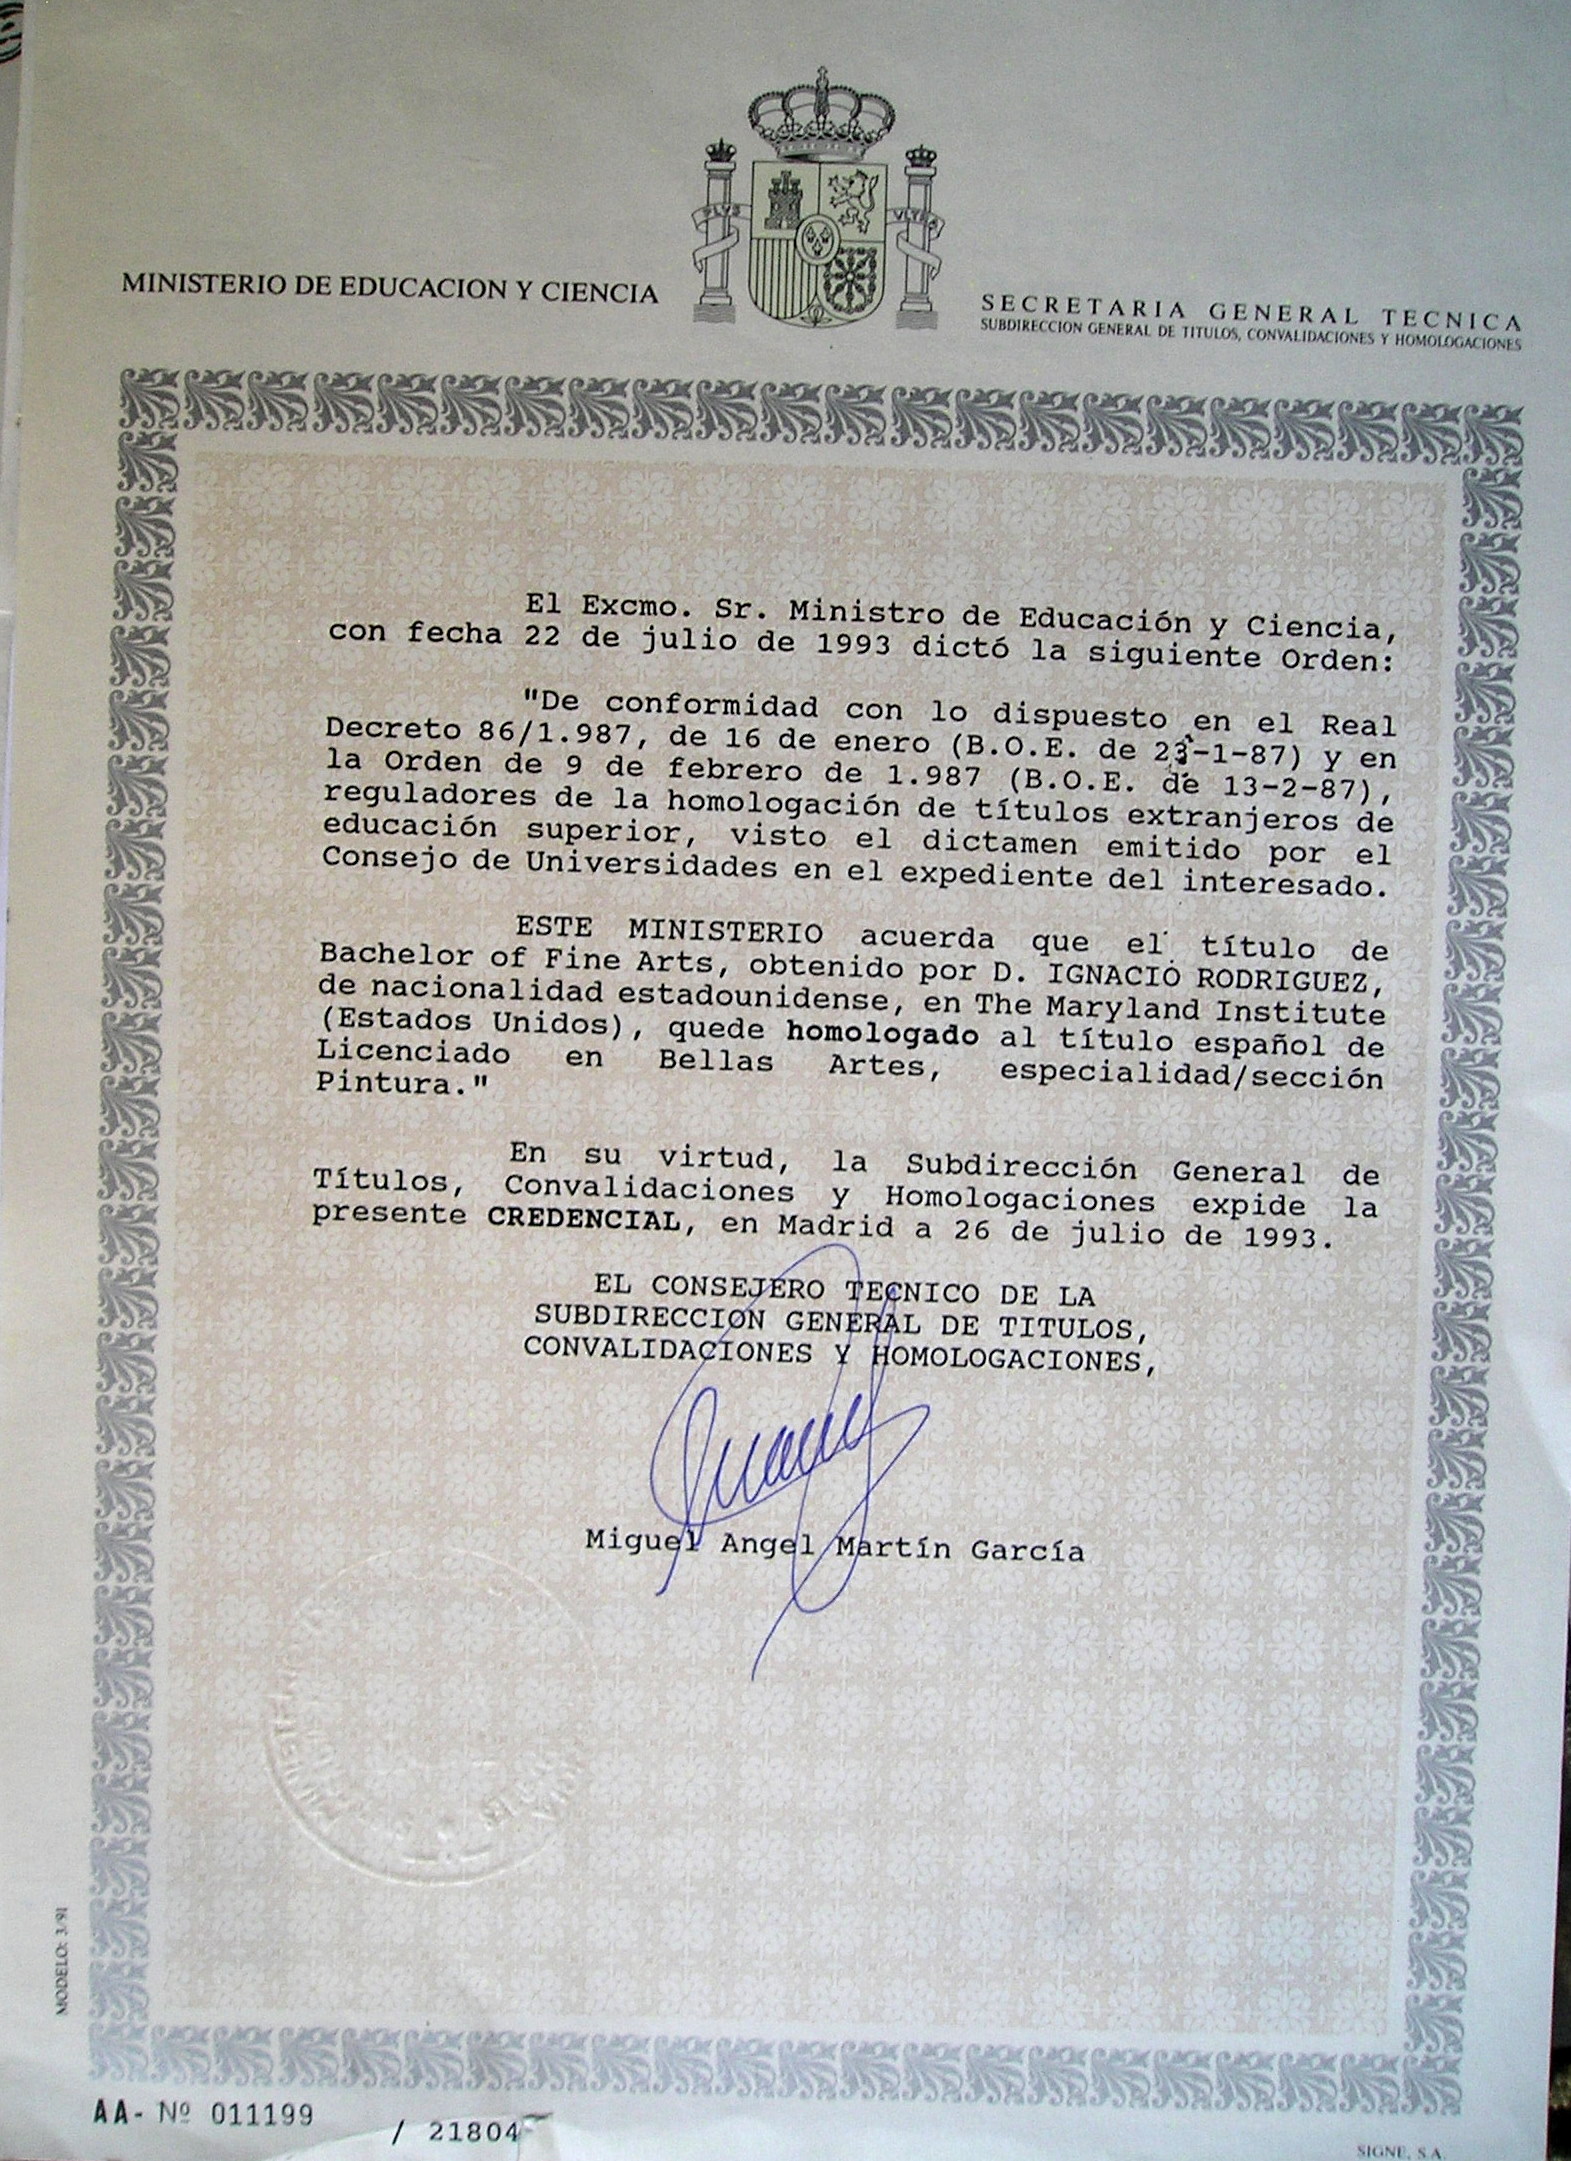 PLVS VLTRA
MINISTERIO DE EDUCACION Y CIENCIA
SECRETARIA GENERAL TECNICA
SUBDIRECCION GENERAL DE TITULOS, CONVALIDACIONES Y HOMOLOGACIONES
El Excmo. Sr. Ministro de Educación y Ciencia,
con fecha 22 de julio de 1993 dictó la siguiente Orden:
"De conformidad con lo dispuesto en el Real
Decreto 86/1.987, de 16 de enero (B.O.E. de 23-1-87) y en
la Orden de 9 de febrero de 1.987 (B.O.E. de 13-2-87),
reguladores de la homologación de títulos extranjeros de
educación superior, visto el dictamen emitido por el
Consejo de Universidades en el expediente del interesado.
ESTE MINISTERIO acuerda que el título de
Bachelor of Fine Arts, obtenido por D. IGNACIO RODRIGUEZ,
de nacionalidad estadounidense, en The Maryland Institute
(Estados Unidos), quede homologado al título español de
Licenciado en Bellas Artes, especialidad/sección
Pintura."
En su virtud, la Subdirección General de
Títulos, Convalidaciones y Homologaciones expide la
presente CREDENCIAL, en Madrid a 26 de julio de 1993.
EL CONSEJERO TECNICO DE LA
SUBDIRECCION GENERAL DE TITULOS,
CONVALIDACIONES Y HOMOLOGACIONES,
Miguel Angel Martín García
MODELO: 3/91
AA- Nº 011199
/ 21804
SIGNE, S.A.